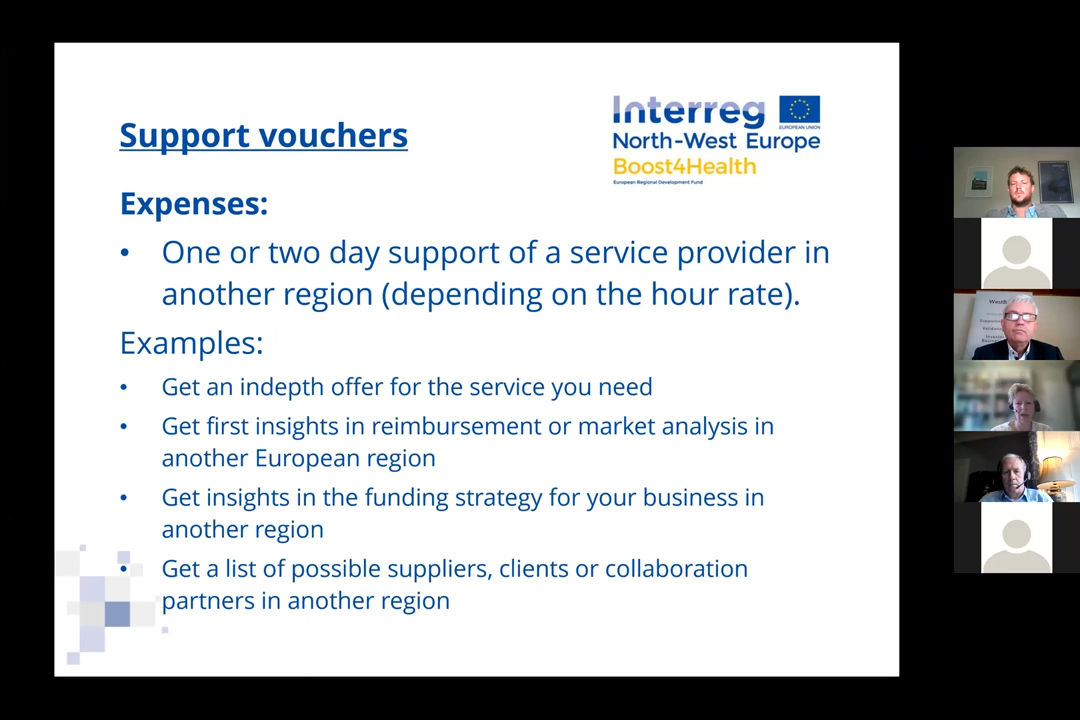 Support vouchers
Interreg
EUROPEAN UNION
North-West Europe
Boost4Health
European Regional Development Fund
Expenses:
• One or two day support of a service provider in
another region (depending on the hour rate).
Examples:
• Get an indepth offer for the service you need
• Get first insights in reimbursement or market analysis in
another European region
• Get insights in the funding strategy for your business in
another region
• Get a list of possible suppliers, clients or collaboration
partners in another region